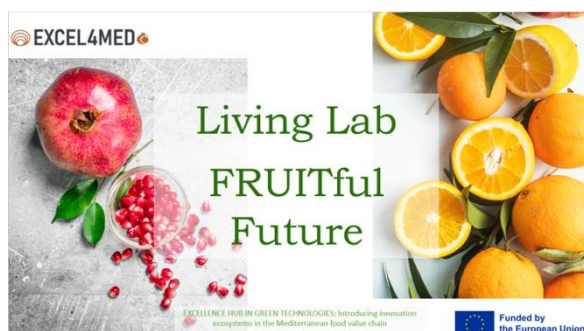 EXCEL4MED
Living Lab
FRUITful
Future
EXCELLENCE HUB IN GREEN TECHNOLOGIES: Introducing innovation
ecosystems in the Mediterranean food value chain
Funded by
the European Union